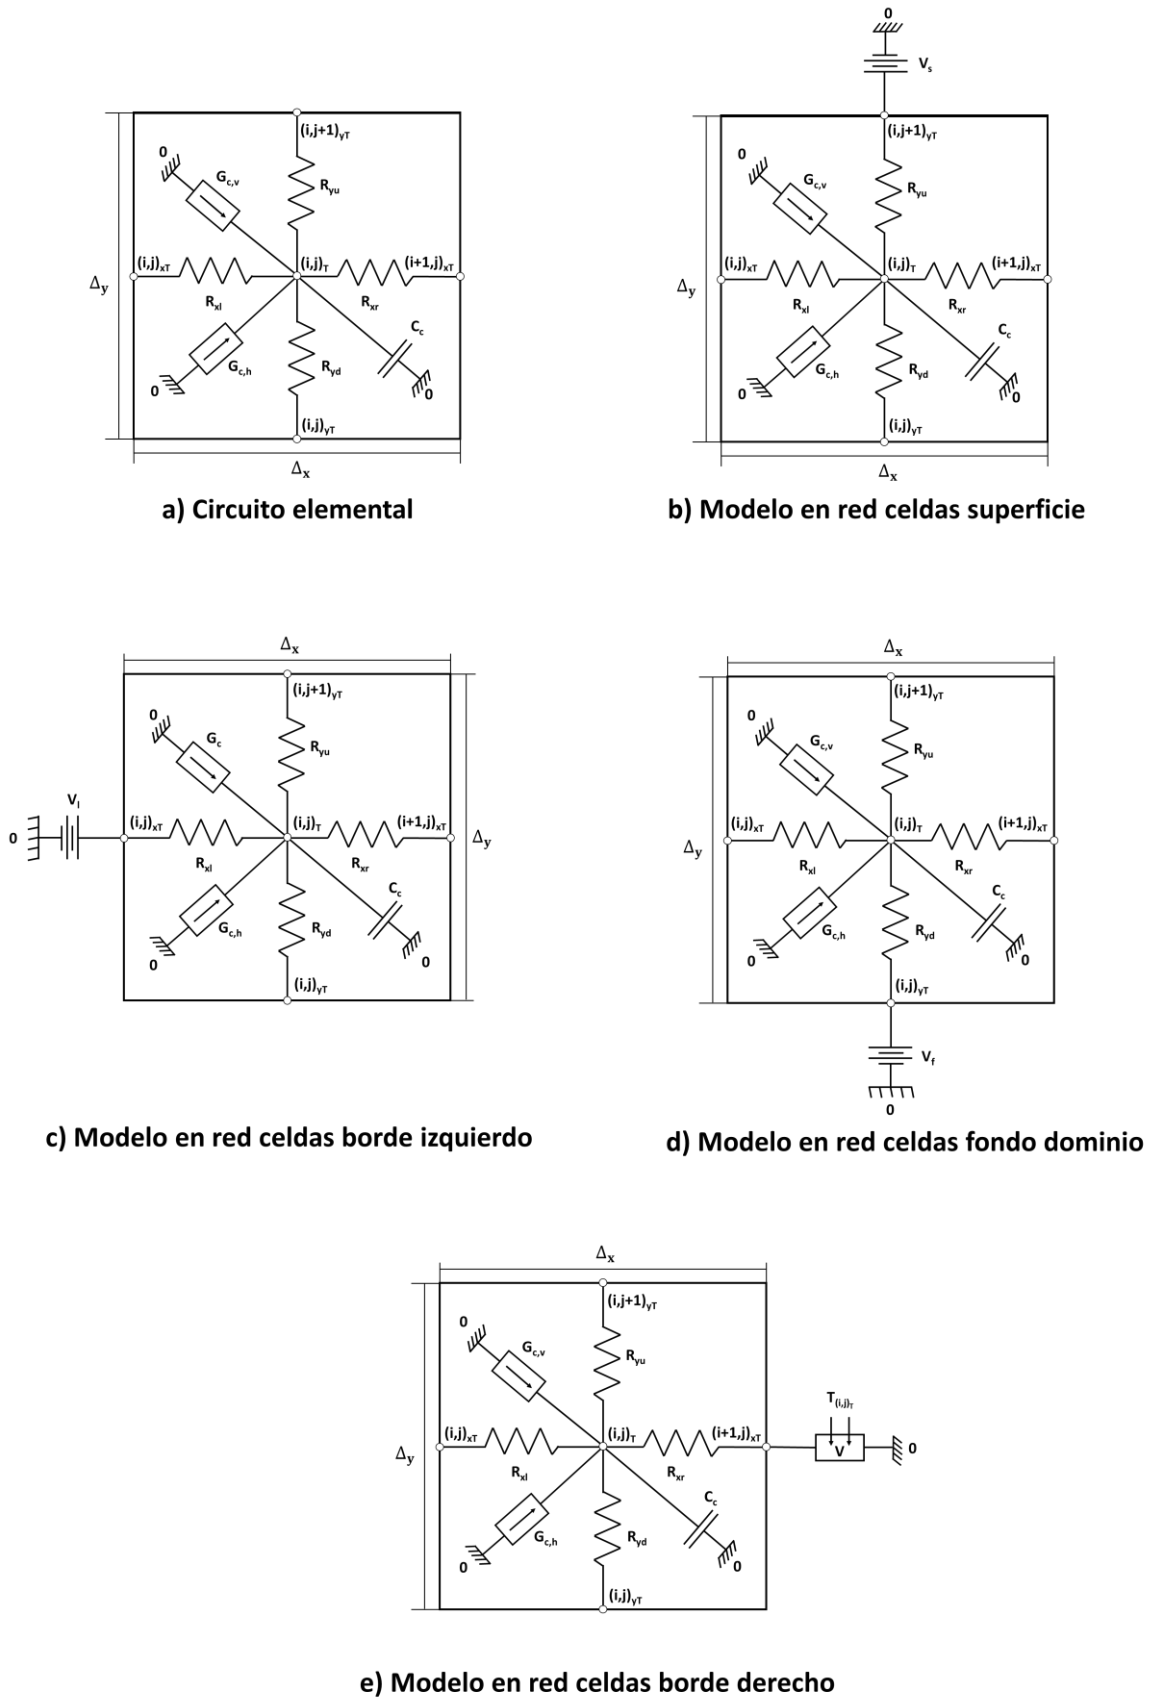 0
V_s
(i,j+1)_yT
0
G_c,v
R_yu
(i,j)_xT
(i,j)_T
(i+1,j)_xT
Δ_y
R_xl
R_xr
C_c
G_c,h
R_yd
0
0
(i,j)_yT
Δ_x
a) Circuito elemental
(i,j+1)_yT
0
G_c,v
R_yu
(i,j)_xT
(i,j)_T
(i+1,j)_xT
Δ_y
R_xl
R_xr
C_c
G_c,h
R_yd
0
0
(i,j)_yT
Δ_x
b) Modelo en red celdas superficie
Δ_x
(i,j+1)_yT
0
G_c
R_yu
V_l
0
(i,j)_xT
(i,j)_T
(i+1,j)_xT
Δ_y
R_xl
R_xr
C_c
G_c,h
R_yd
0
0
(i,j)_yT
c) Modelo en red celdas borde izquierdo
Δ_x
(i,j+1)_yT
0
G_c,v
R_yu
(i,j)_xT
(i,j)_T
(i+1,j)_xT
Δ_y
R_xl
R_xr
C_c
G_c,h
R_yd
0
0
(i,j)_yT
V_f
0
d) Modelo en red celdas fondo dominio
Δ_x
(i,j+1)_yT
0
G_c,v
R_yu
T_(i,j)_T
(i,j)_xT
(i,j)_T
(i+1,j)_xT
V
0
Δ_y
R_xl
R_xr
C_c
G_c,h
R_yd
0
0
(i,j)_yT
e) Modelo en red celdas borde derecho